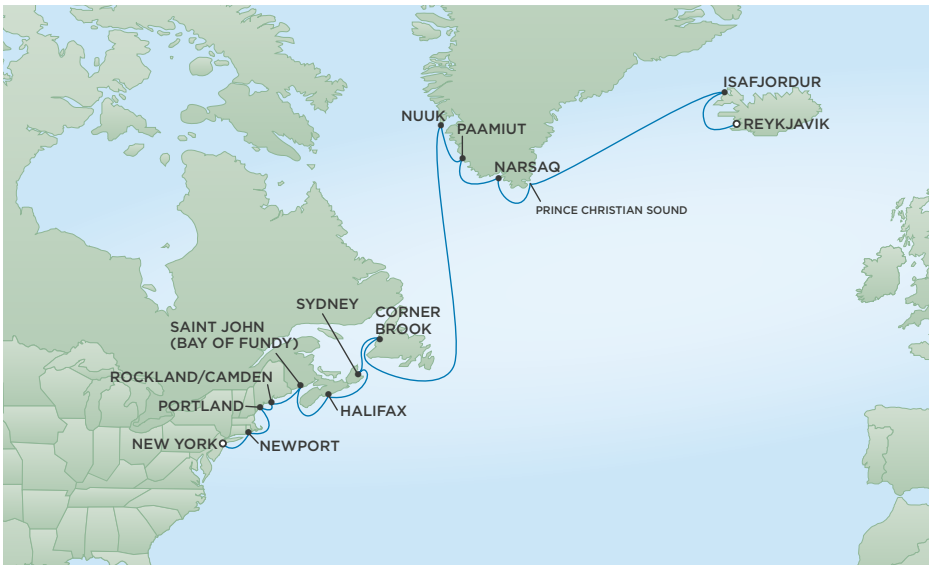 ISAFJORDUR
NUUK
REYKJAVIK
PAAMIUT
NARSAQ
PRINCE CHRISTIAN SOUND
SYDNEY
CORNER
BROOK
SAINT JOHN
(BAY OF FUNDY)
ROCKLAND/CAMDEN
PORTLAND
HALIFAX
NEW YORK
NEWPORT